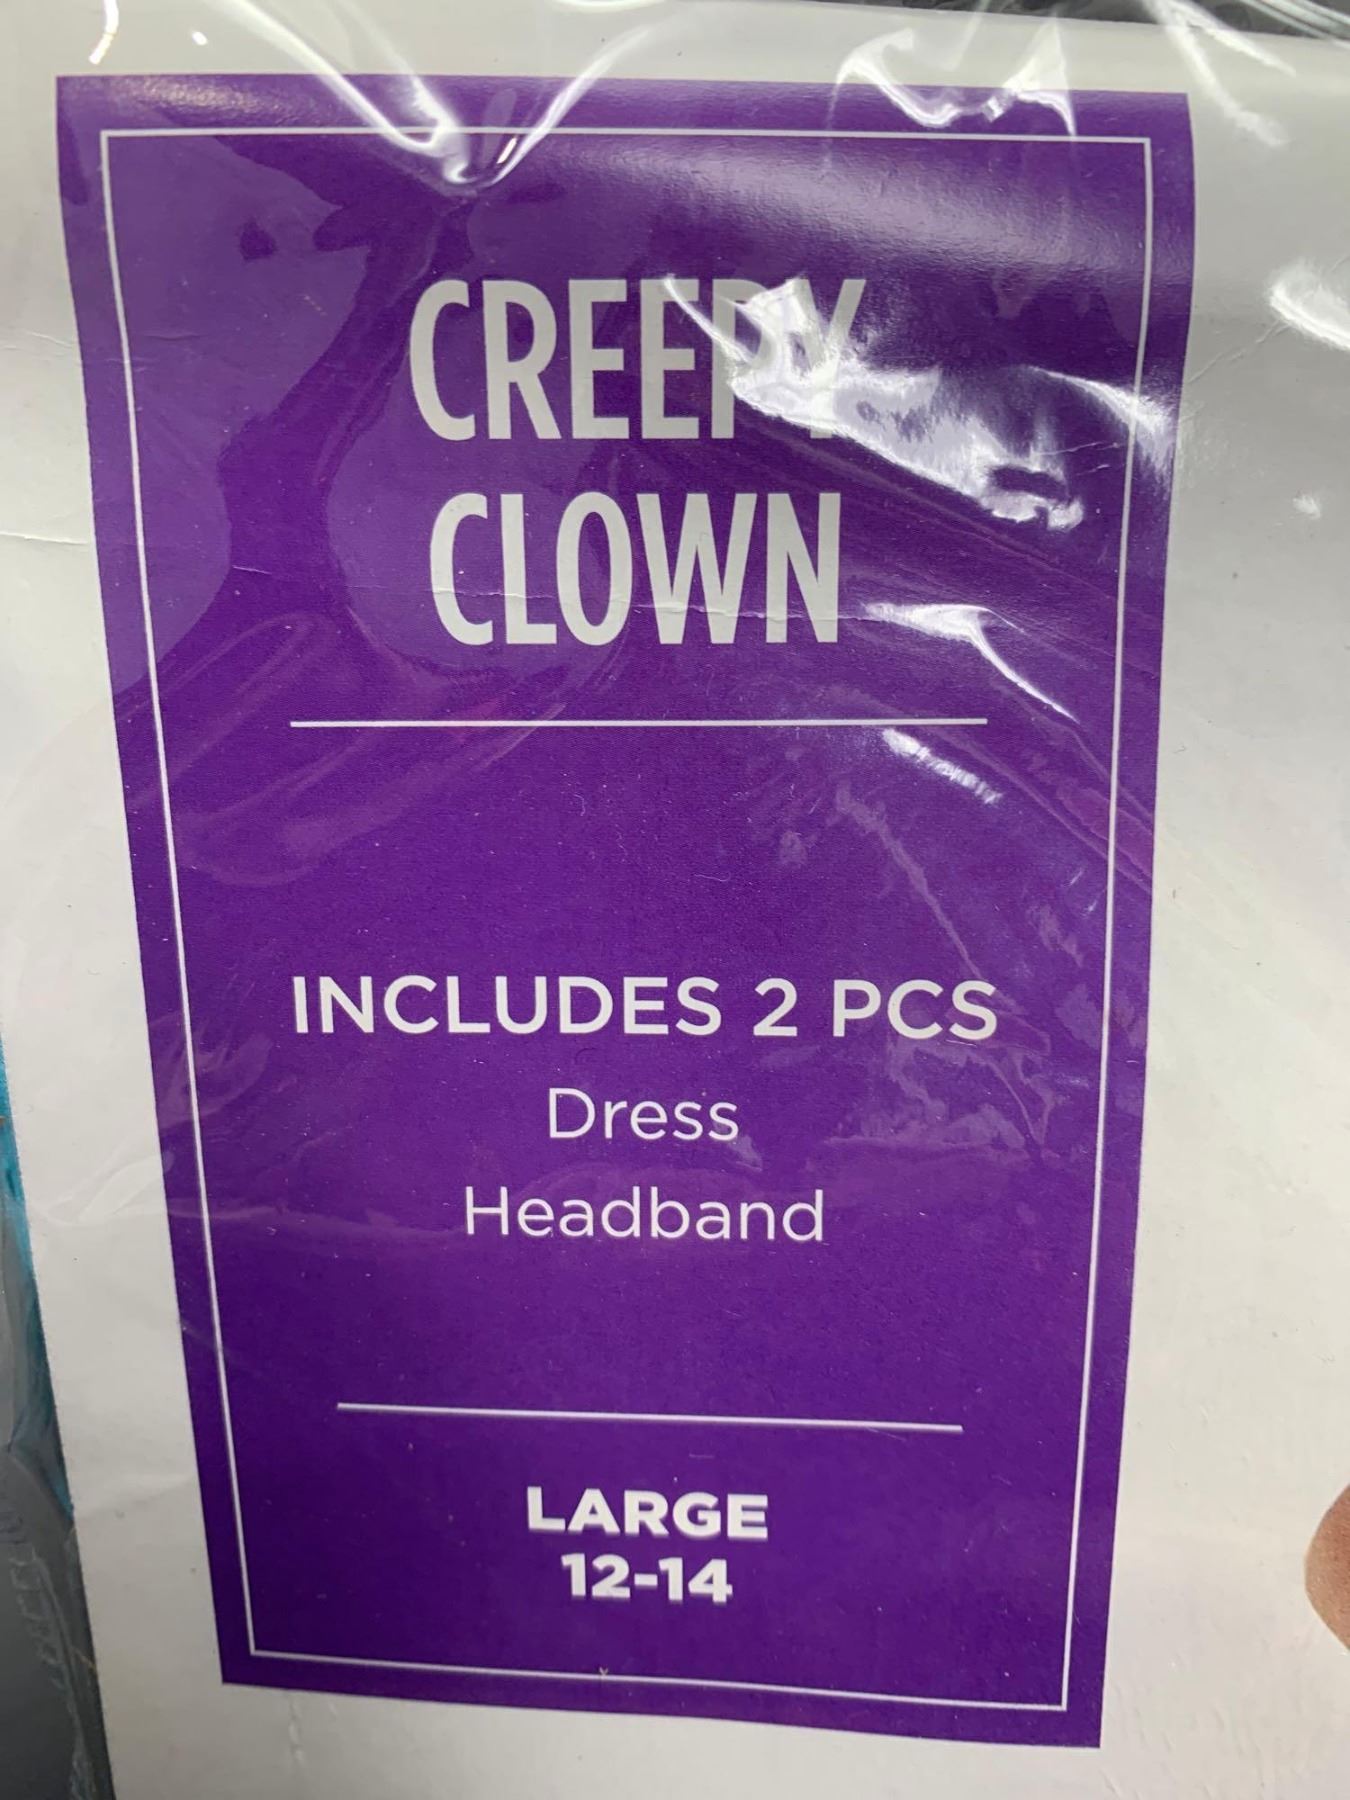 CREEPY
CLOWN
INCLUDES 2 PCS
Dress
Headband
LARGE
12-14